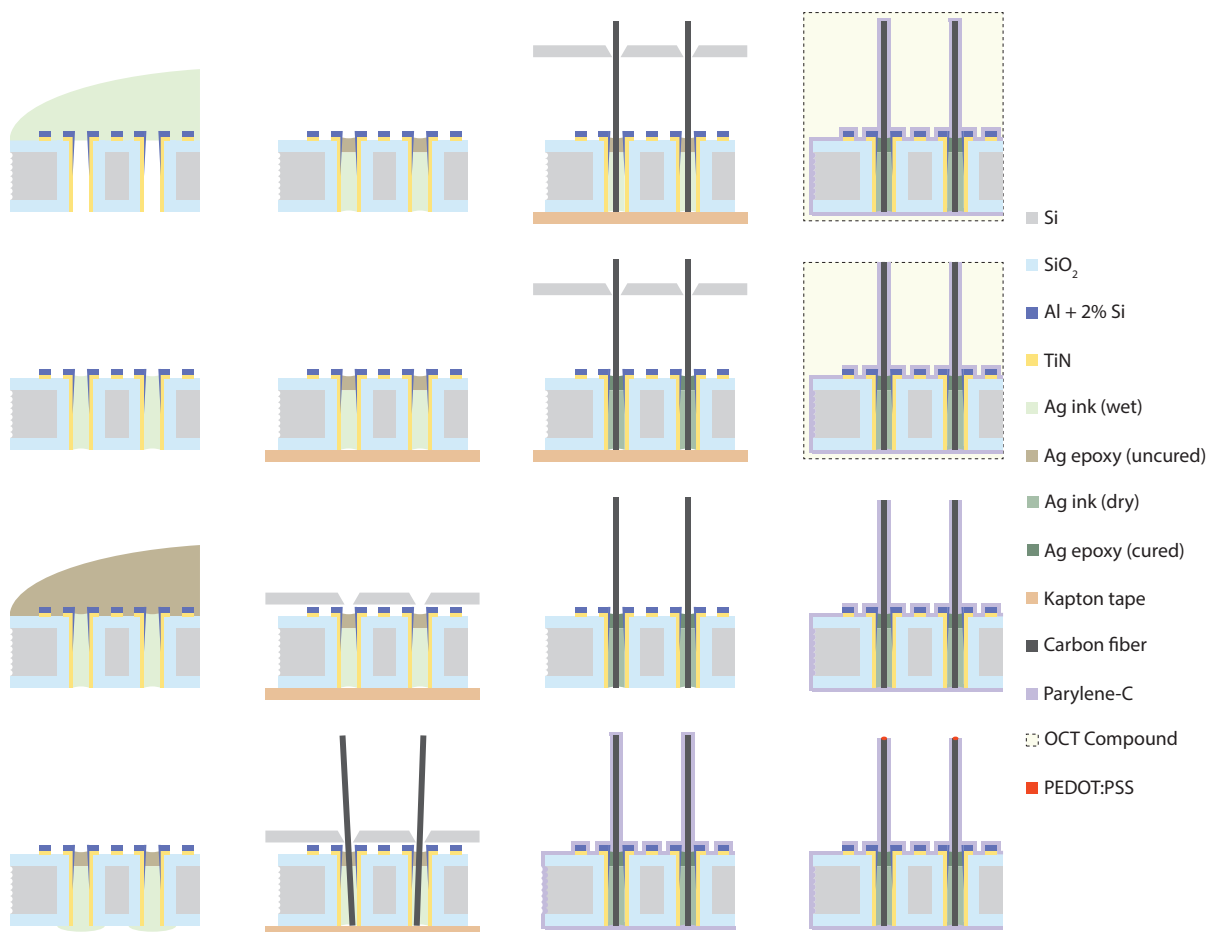 Si
SiO₂
Al + 2% Si
TiN
Ag ink (wet)
Ag epoxy (uncured)
Ag ink (dry)
Ag epoxy (cured)
Kapton tape
Carbon fiber
Parylene-C
OCT Compound
PEDOT:PSS